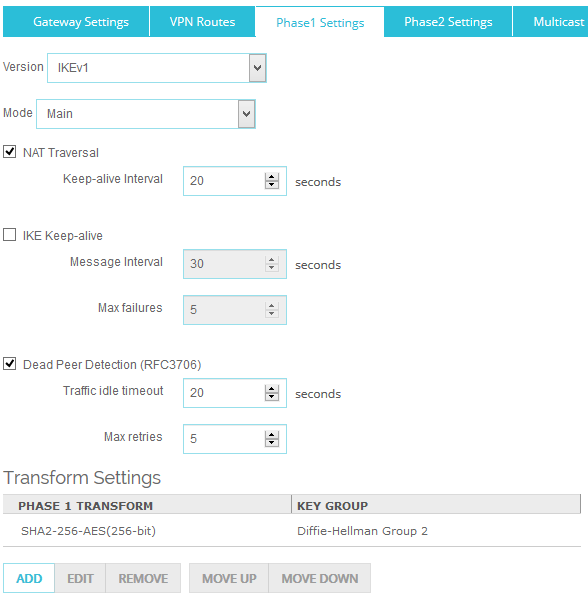 Gateway Settings VPN Routes Phase1 Settings Phase2 Settings Multicast
Version IKEv1
Mode Main
NAT Traversal
Keep-alive Interval 20 seconds
IKE Keep-alive
Message Interval 30 seconds
Max failures 5
Dead Peer Detection (RFC3706)
Traffic idle timeout 20 seconds
Max retries 5
Transform Settings
PHASE 1 TRANSFORM KEY GROUP
SHA2-256-AES(256-bit) Diffie-Hellman Group 2
ADD EDIT REMOVE MOVE UP MOVE DOWN